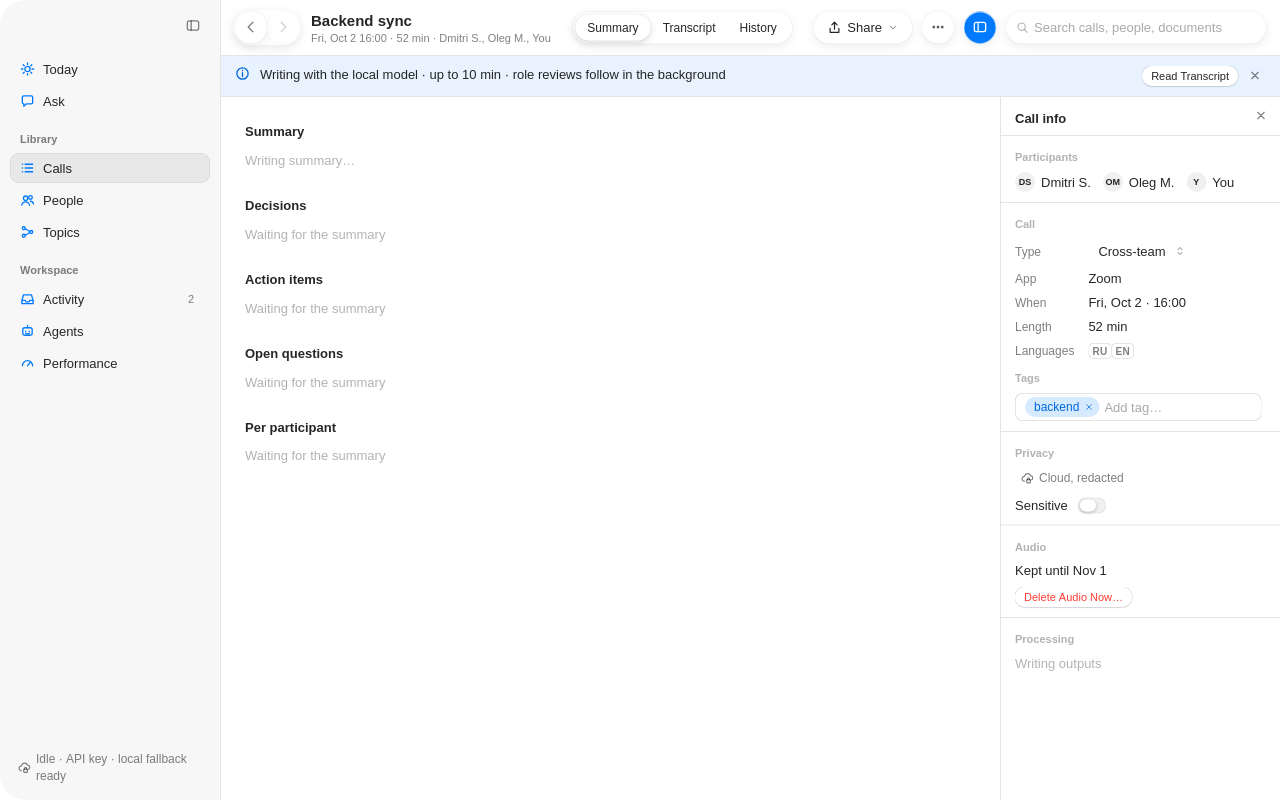 Today
Ask
Library
Calls
People
Topics
Workspace
Activity 2
Agents
Performance
Idle · API key · local fallback
ready
Backend sync
Fri, Oct 2 16:00 · 52 min · Dmitri S., Oleg M., You
Summary Transcript History
Share
Search calls, people, documents
Writing with the local model · up to 10 min · role reviews follow in the background
Read Transcript
Summary
Writing summary…
Decisions
Waiting for the summary
Action items
Waiting for the summary
Open questions
Waiting for the summary
Per participant
Waiting for the summary
Call info
Participants
DS Dmitri S. OM Oleg M. Y You
Call
Type Cross-team
App Zoom
When Fri, Oct 2 · 16:00
Length 52 min
Languages RU EN
Tags
backend Add tag…
Privacy
Cloud, redacted
Sensitive
Audio
Kept until Nov 1
Delete Audio Now…
Processing
Writing outputs